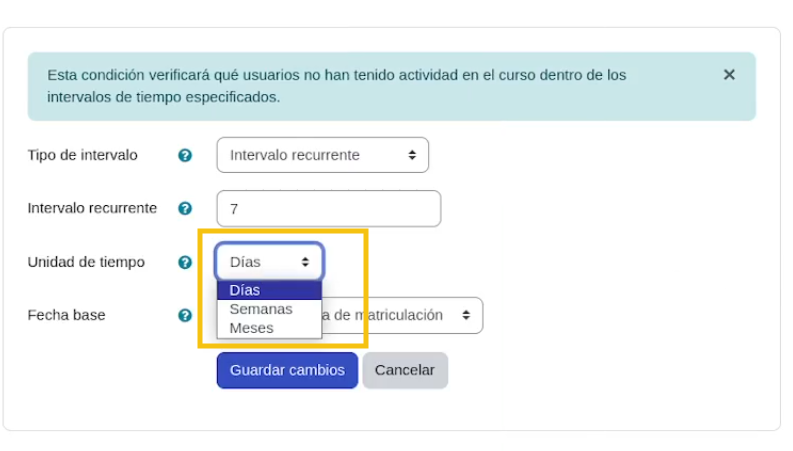 Esta condición verificará qué usuarios no han tenido actividad en el curso dentro de los
intervalos de tiempo especificados.
×
Tipo de intervalo ? Intervalo recurrente
Intervalo recurrente ? 7
Unidad de tiempo ? Días
Días
Semanas
Meses
Fecha base ? a de matriculación
Guardar cambios Cancelar